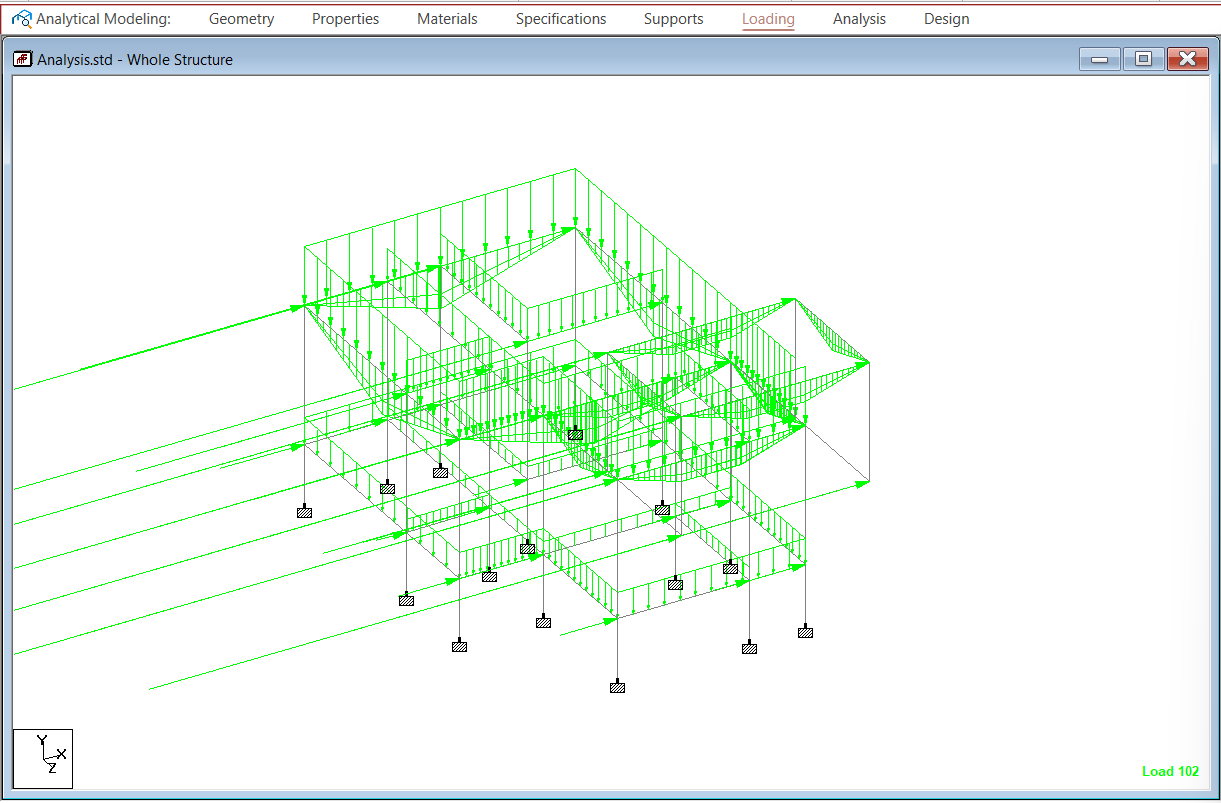 Analytical Modeling: Geometry Properties Materials Specifications Supports Loading Analysis Design
Analysis.std - Whole Structure
Y
X
Z
Load 102